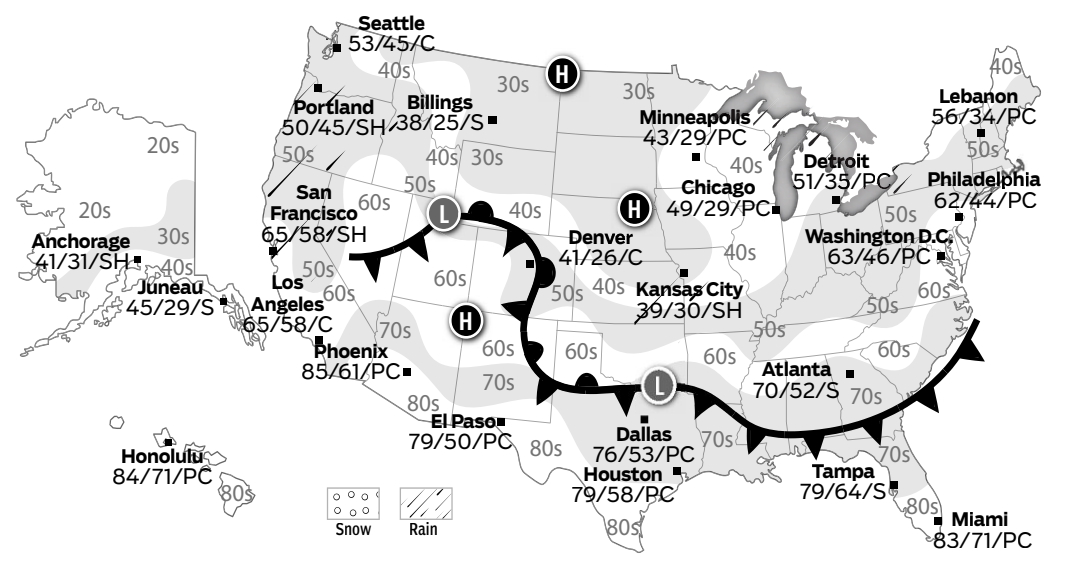 Seattle
53/45/C
40s
H
30s
30s
40s
Portland
50/45/SH
Billings
38/25/S
Minneapolis
43/29/PC
Lebanon
56/34/PC
20s
50s
40s
30s
40s
Detroit
51/35/PC
50s
50s
Chicago
49/29/PC
Philadelphia
62/44/PC
San
Francisco
65/58/SH
60s
L
40s
H
50s
20s
30s
Anchorage
41/31/SH
40s
Denver
41/26/C
40s
Washington D.C.
63/46/PC
Juneau
45/29/S
50s
60s
Los
Angeles
65/58/C
60s
50s
40s
Kansas City
39/30/SH
50s
60s
H
70s
50s
Phoenix
85/61/PC
60s
60s
60s
60s
70s
L
Atlanta
70/52/S
70s
80s
El Paso
79/50/PC
80s
Dallas
76/53/PC
70s
70s
Honolulu
84/71/PC
80s
Houston
79/58/PC
80s
Tampa
79/64/S
80s
Miami
83/71/PC
Snow
Rain